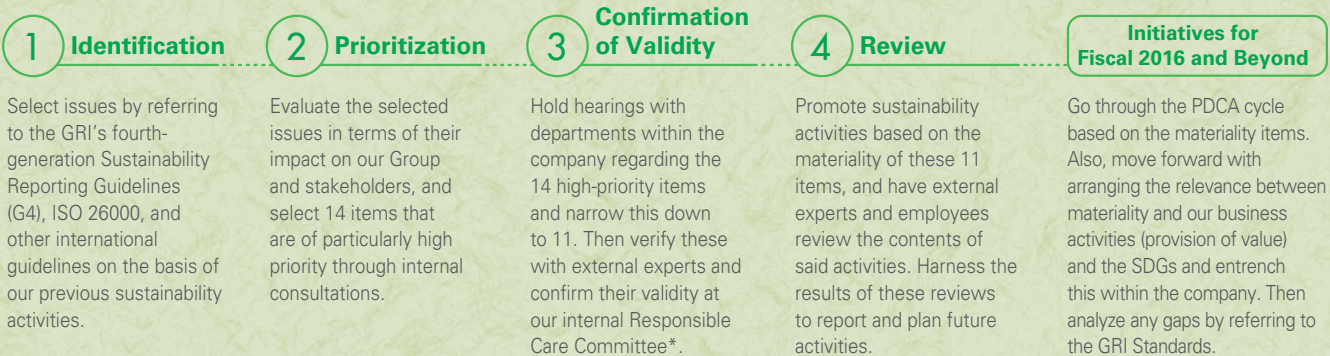 1 Identification
Select issues by referring
to the GRI's fourth-
generation Sustainability
Reporting Guidelines
(G4), ISO 26000, and
other international
guidelines on the basis of
our previous sustainability
activities.
2 Prioritization
Evaluate the selected
issues in terms of their
impact on our Group
and stakeholders, and
select 14 items that
are of particularly high
priority through internal
consultations.
3 Confirmation
of Validity
Hold hearings with
departments within the
company regarding the
14 high-priority items
and narrow this down
to 11. Then verify these
with external experts and
confirm their validity at
our internal Responsible
Care Committee*.
4 Review
Promote sustainability
activities based on the
materiality of these 11
items, and have external
experts and employees
review the contents of
said activities. Harness the
results of these reviews
to report and plan future
activities.
Initiatives for
Fiscal 2016 and Beyond
Go through the PDCA cycle
based on the materiality items.
Also, move forward with
arranging the relevance between
materiality and our business
activities (provision of value)
and the SDGs and entrench
this within the company. Then
analyze any gaps by referring to
the GRI Standards.